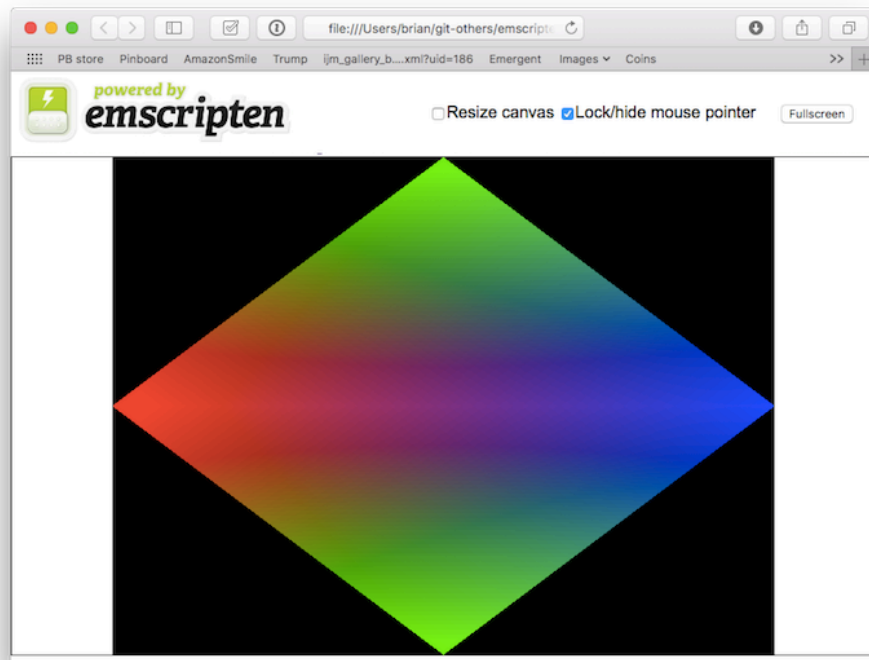 file:///Users/brian/git-others/emscripte
PB store Pinboard AmazonSmile Trump ijm_gallery_b....xml?uid=186 Emergent Images Coins >> +
powered by
emscripten
Resize canvas Lock/hide mouse pointer Fullscreen